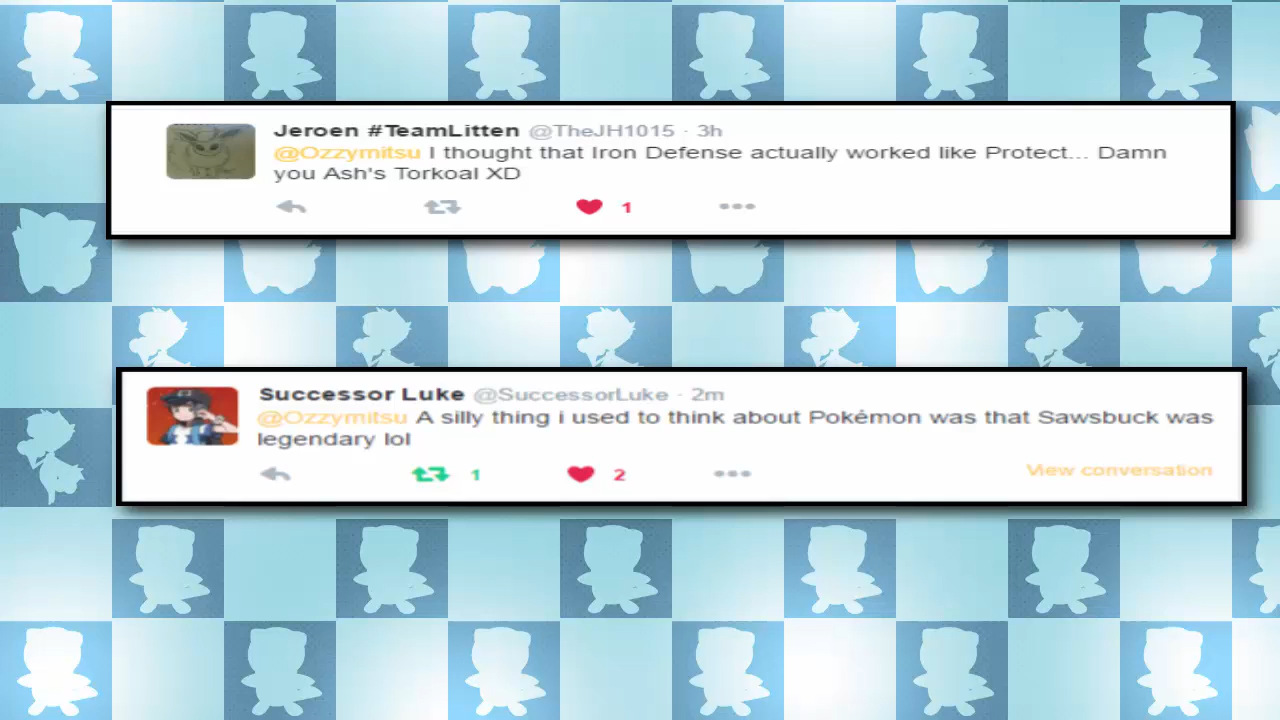 Jeroen #TeamLitten @TheJH1015 · 3h
@Ozzymitsu I thought that Iron Defense actually worked like Protect... Damn
you Ash's Torkoal XD
1
Successor Luke @SuccessorLuke · 2m
@Ozzymitsu A silly thing i used to think about Pokémon was that Sawsbuck was
legendary lol
1 2 View conversation